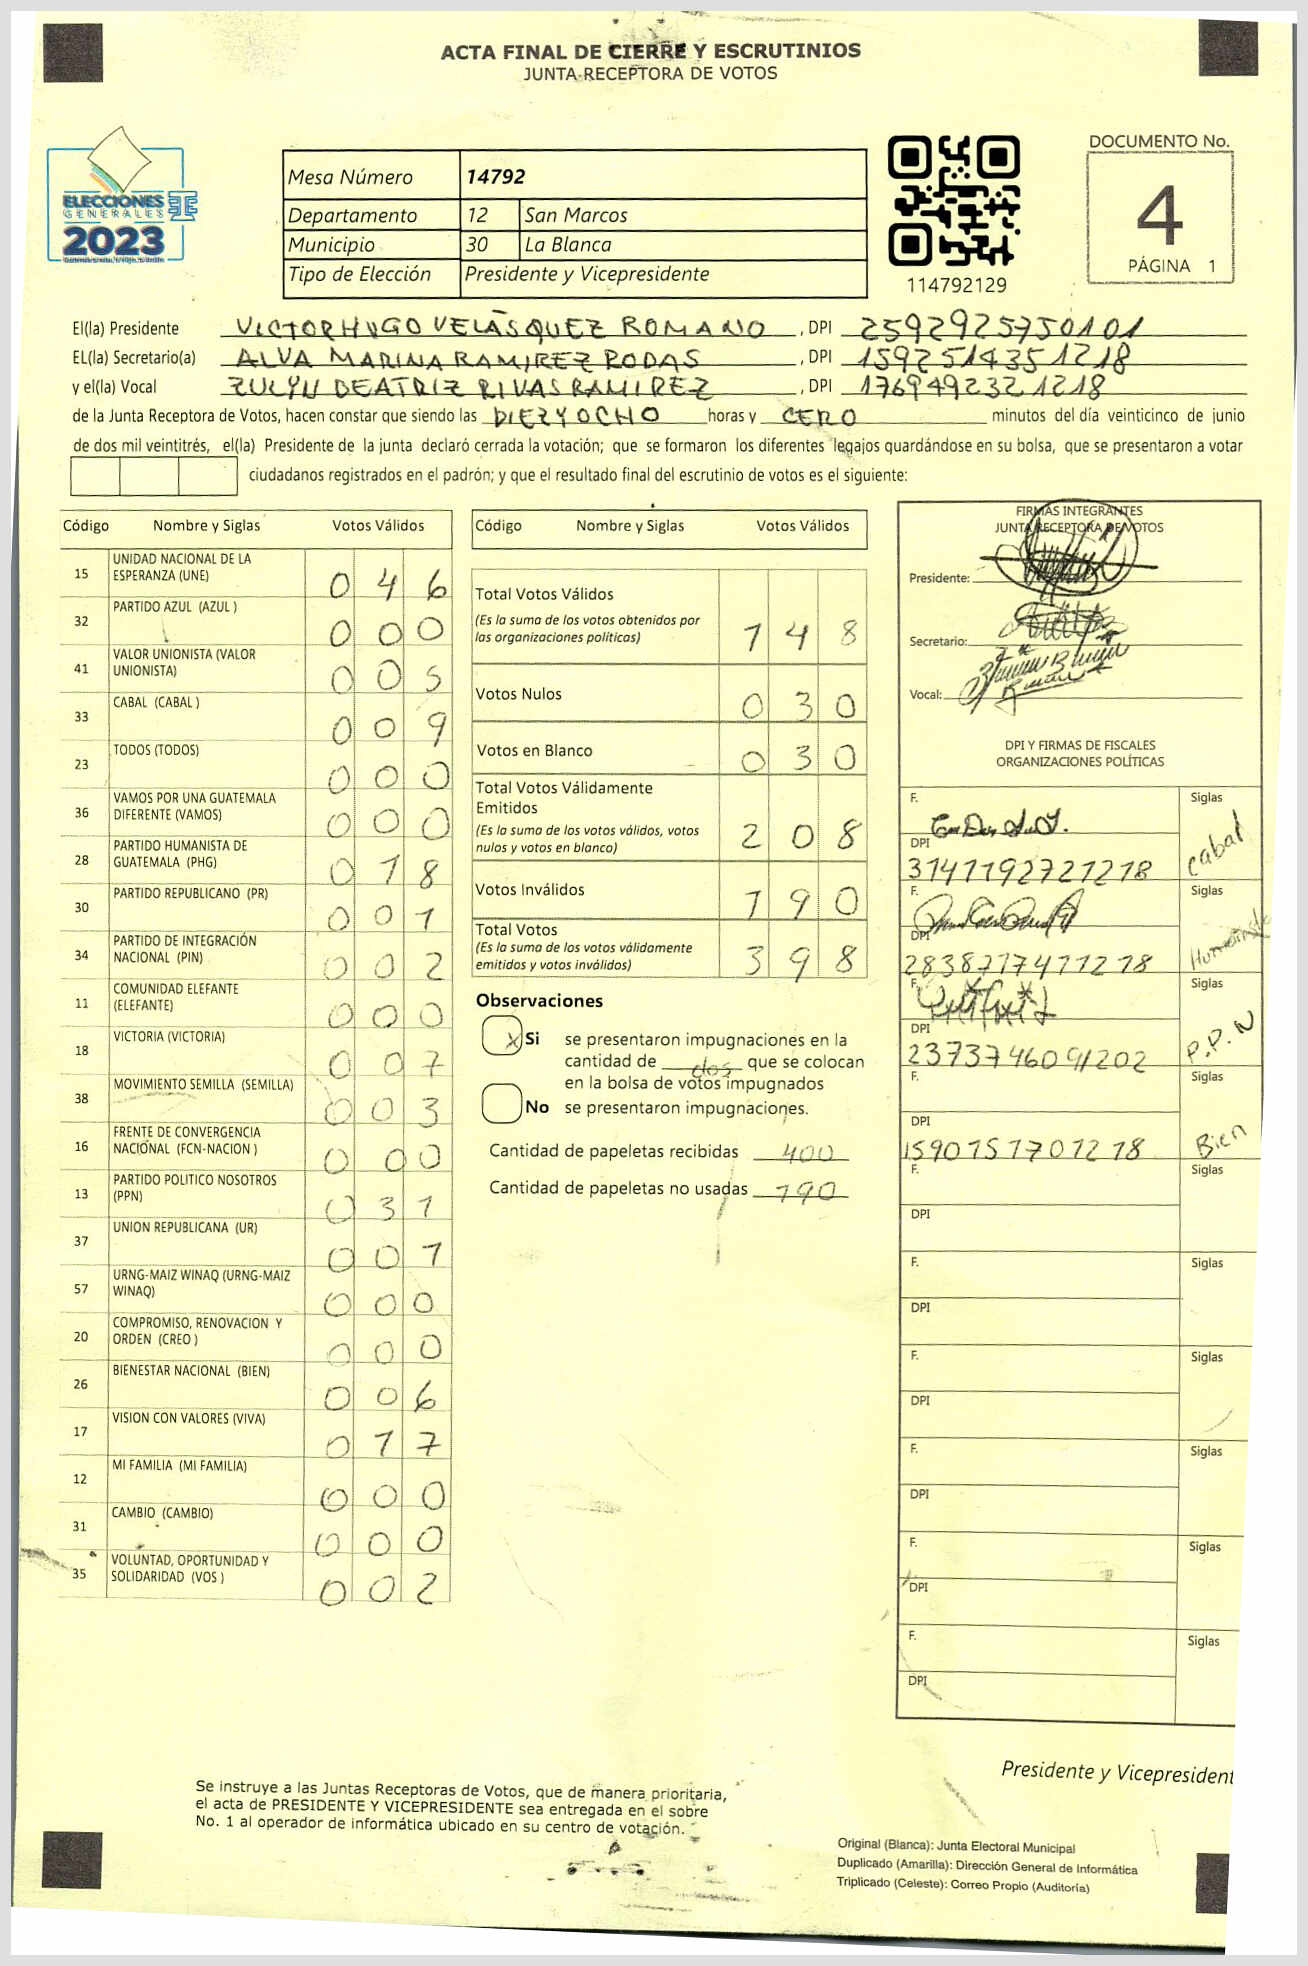 ACTA FINAL DE CIERRE Y ESCRUTINIOS
JUNTA RECEPTORA DE VOTOS
ELECCIONES
GENERALES
2023
Mesa Número 14792
Departamento 12 San Marcos
Municipio 30 La Blanca
Tipo de Elección Presidente y Vicepresidente
114792129
DOCUMENTO No.
4
PÁGINA 1
El(la) Presidente VICTORHUGO VELÁSQUEZ ROMANO, DPI 2592925750101
EL(la) Secretario(a) ALVA MARINA RAMIREZ RODAS, DPI 1592514351218
y el(la) Vocal ZULYN BEATRIZ RIVAS RAMIREZ, DPI 1769492321218
de la Junta Receptora de Votos, hacen constar que siendo las DIEZYOCHO horas y CERO minutos del día veinticinco de junio
de dos mil veintitrés, el(la) Presidente de la junta declaró cerrada la votación; que se formaron los diferentes legajos guardándose en su bolsa, que se presentaron a votar
ciudadanos registrados en el padrón; y que el resultado final del escrutinio de votos es el siguiente:
Código Nombre y Siglas Votos Válidos
15 UNIDAD NACIONAL DE LA ESPERANZA (UNE) 046
32 PARTIDO AZUL (AZUL ) 000
41 VALOR UNIONISTA (VALOR UNIONISTA) 005
33 CABAL (CABAL ) 009
23 TODOS (TODOS) 000
36 VAMOS POR UNA GUATEMALA DIFERENTE (VAMOS) 000
28 PARTIDO HUMANISTA DE GUATEMALA (PHG) 018
30 PARTIDO REPUBLICANO (PR) 001
34 PARTIDO DE INTEGRACIÓN NACIONAL (PIN) 002
11 COMUNIDAD ELEFANTE (ELEFANTE) 000
18 VICTORIA (VICTORIA) 007
38 MOVIMIENTO SEMILLA (SEMILLA) 003
16 FRENTE DE CONVERGENCIA NACIONAL (FCN-NACION ) 000
13 PARTIDO POLITICO NOSOTROS (PPN) 031
37 UNION REPUBLICANA (UR) 001
57 URNG-MAIZ WINAQ (URNG-MAIZ WINAQ) 000
20 COMPROMISO, RENOVACION Y ORDEN (CREO ) 000
26 BIENESTAR NACIONAL (BIEN) 006
17 VISION CON VALORES (VIVA) 017
12 MI FAMILIA (MI FAMILIA) 000
31 CAMBIO (CAMBIO) 000
35 VOLUNTAD, OPORTUNIDAD Y SOLIDARIDAD (VOS ) 002
Código Nombre y Siglas Votos Válidos
Total Votos Válidos 148
(Es la suma de los votos obtenidos por
las organizaciones políticas)
Votos Nulos 030
Votos en Blanco 030
Total Votos Válidamente
Emitidos 208
(Es la suma de los votos válidos, votos
nulos y votos en blanco)
Votos Inválidos 190
Total Votos 398
(Es la suma de los votos válidamente
emitidos y votos inválidos)
Observaciones
x Si se presentaron impugnaciones en la
cantidad de dos que se colocan
en la bolsa de votos impugnados
No se presentaron impugnaciones.
Cantidad de papeletas recibidas 400
Cantidad de papeletas no usadas 190
FIRMAS INTEGRANTES
JUNTA RECEPTORA DE VOTOS
Presidente:
Secretario:
Vocal:
DPI Y FIRMAS DE FISCALES
ORGANIZACIONES POLÍTICAS
F. Siglas
DPI 3141192721218 Cabal
F. Siglas
DPI 2838717411218 Humanista
F. Siglas
DPI 2373746091202 P.P.N
F. Siglas
DPI 1590151701218 Bien
F. Siglas
DPI
F. Siglas
DPI
F. Siglas
DPI
F. Siglas
DPI
F. Siglas
DPI
F. Siglas
DPI
Presidente y Vicepresident
Se instruye a las Juntas Receptoras de Votos, que de manera prioritaria,
el acta de PRESIDENTE Y VICEPRESIDENTE sea entregada en el sobre
No. 1 al operador de informática ubicado en su centro de votación.
Original (Blanca): Junta Electoral Municipal
Duplicado (Amarilla): Dirección General de Informática
Triplicado (Celeste): Correo Propio (Auditoría)